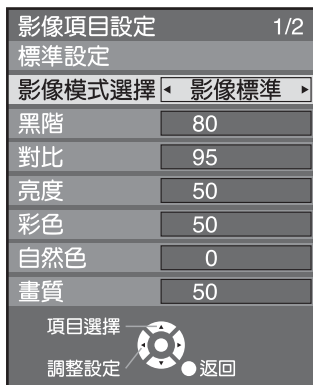 影像項目設定 1/2
標準設定
影像模式選擇 影像標準
黑階 80
對比 95
亮度 50
彩色 50
自然色 0
畫質 50
項目選擇
調整設定 返回